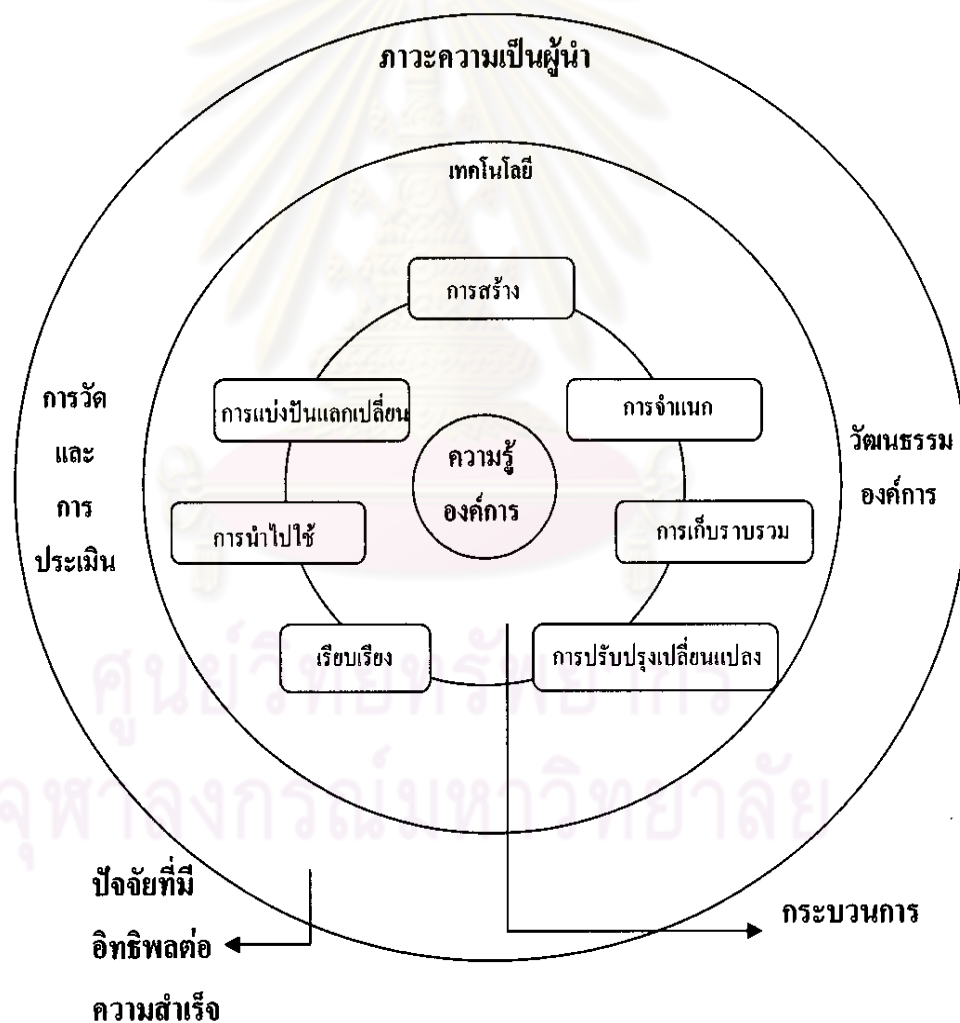 ภาวะความเป็นผู้นำ
เทคโนโลยี
การสร้าง
การแบ่งปันแลกเปลี่ยน
การจำแนก
การวัด
และ
การ
ประเมิน
ความรู้
องค์การ
วัฒนธรรม
องค์การ
การนำไปใช้
การเก็บราบรวม
เรียบเรียง
การปรับปรุงเปลี่ยนแปลง
ศูนย์วิทยทรัพยากร
จุฬาลงกรณ์มหาวิทยาลัย
ปัจจัยที่มี
อิทธิพลต่อ
ความสำเร็จ
กระบวนการ